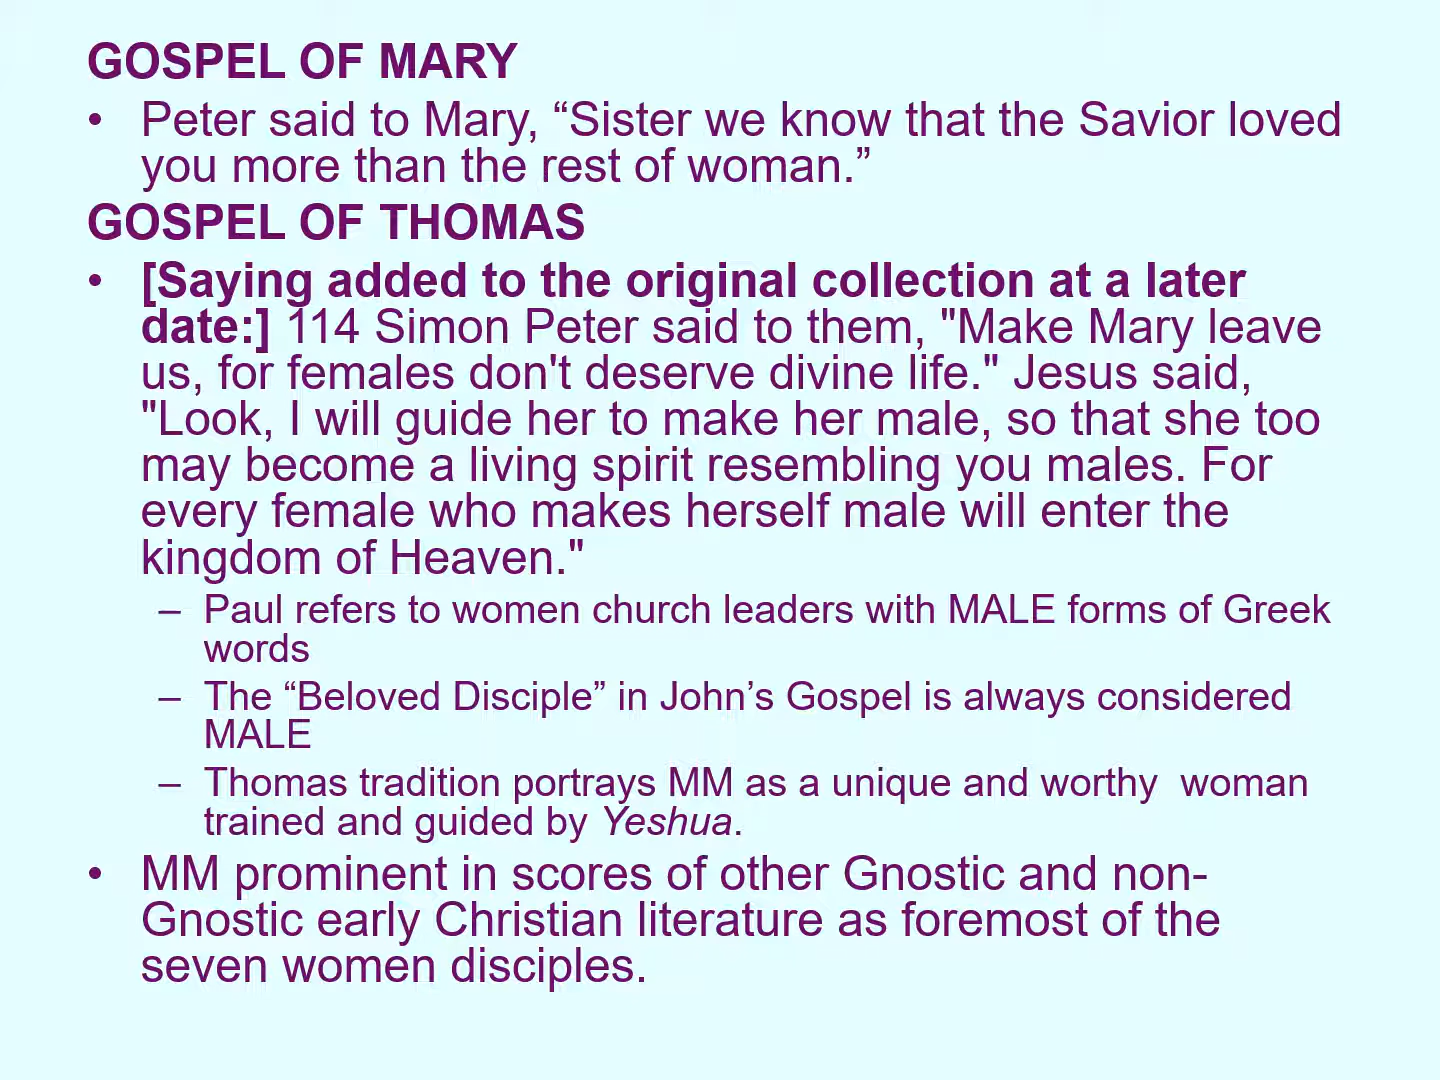 GOSPEL OF MARY
• Peter said to Mary, “Sister we know that the Savior loved
you more than the rest of woman.”
GOSPEL OF THOMAS
• [Saying added to the original collection at a later
date:] 114 Simon Peter said to them, "Make Mary leave
us, for females don't deserve divine life." Jesus said,
"Look, I will guide her to make her male, so that she too
may become a living spirit resembling you males. For
every female who makes herself male will enter the
kingdom of Heaven."
– Paul refers to women church leaders with MALE forms of Greek
words
– The “Beloved Disciple” in John’s Gospel is always considered
MALE
– Thomas tradition portrays MM as a unique and worthy  woman
trained and guided by Yeshua.
• MM prominent in scores of other Gnostic and non-
Gnostic early Christian literature as foremost of the
seven women disciples.